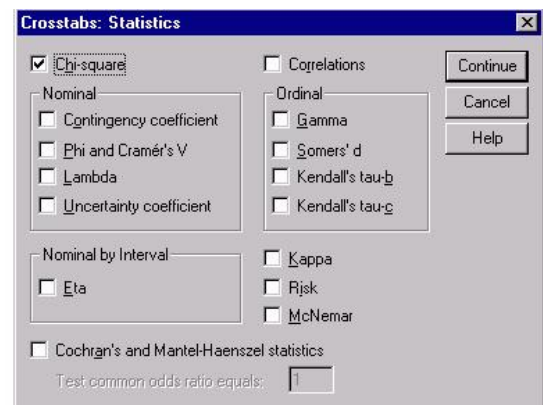 Crosstabs: Statistics
Chi-square
Correlations
Continue
Nominal
Ordinal
Cancel
Contingency coefficient
Gamma
Help
Phi and Cramér's V
Somers' d
Lambda
Kendall's tau-b
Uncertainty coefficient
Kendall's tau-c
Nominal by Interval
Kappa
Eta
Risk
McNemar
Cochran's and Mantel-Haenszel statistics
Test common odds ratio equals: 1